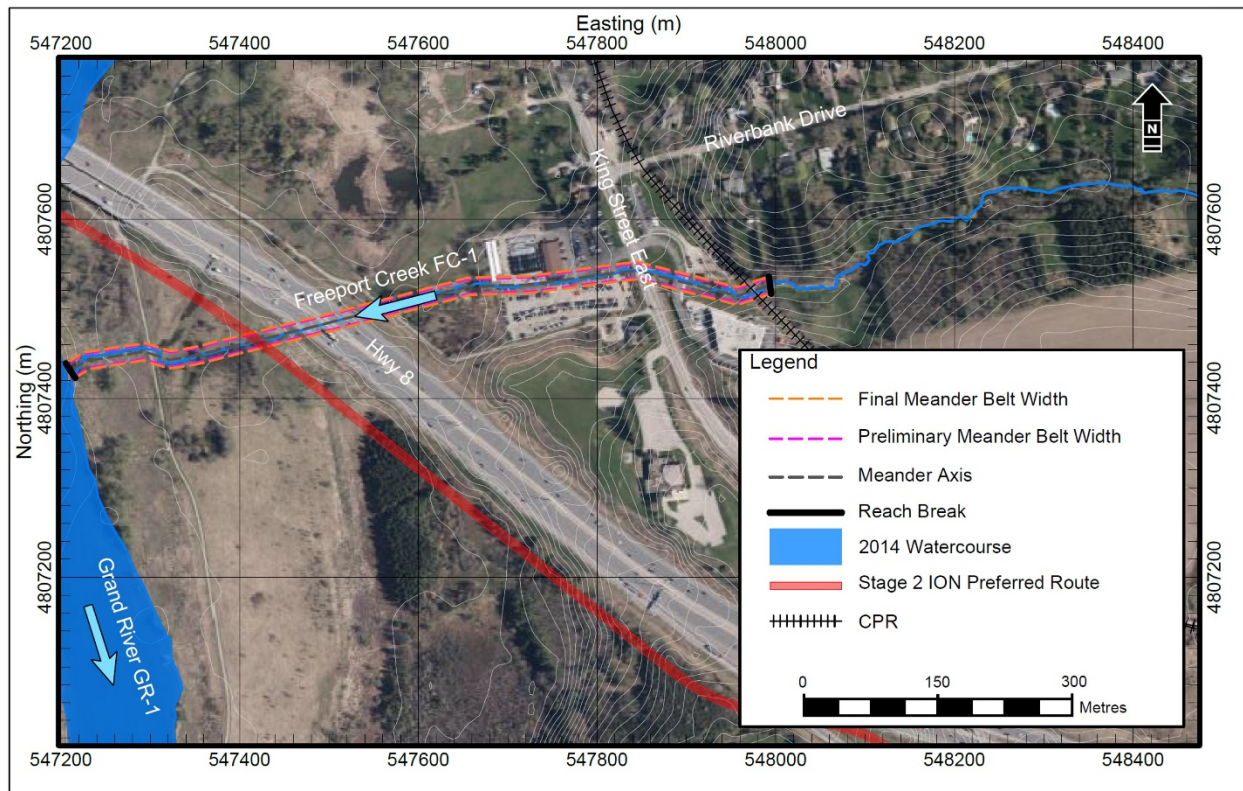 Easting (m)
547200 547400 547600 547800 548000 548200 548400
N
Riverbank Drive
King Street East
4807600
4807600
Freeport Creek FC-1
Hwy 8
Northing (m)
4807400
4807400
4807200
4807200
Grand River GR-1
Legend
Final Meander Belt Width
Preliminary Meander Belt Width
Meander Axis
Reach Break
2014 Watercourse
Stage 2 ION Preferred Route
CPR
0 150 300
Metres
547200 547400 547600 547800 548000 548200 548400